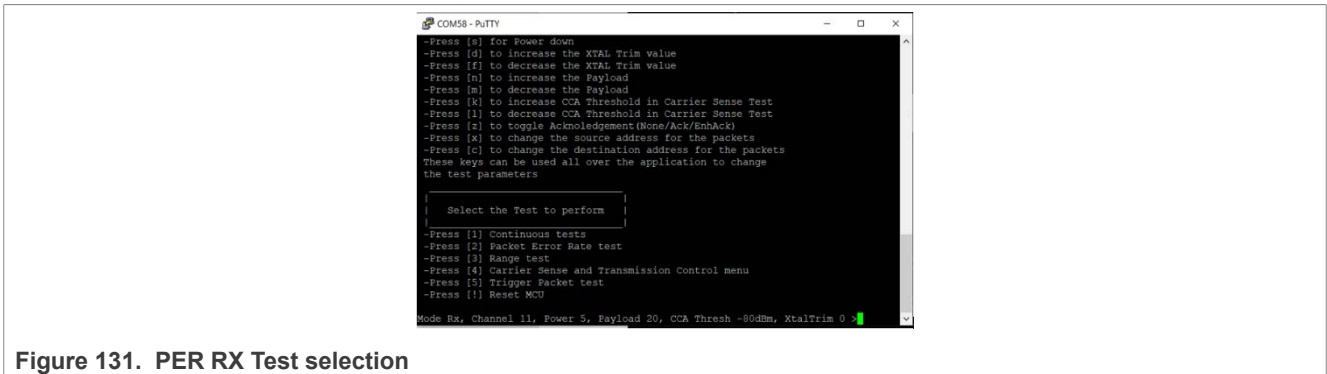 COM58 - PuTTY
-Press [s] for Power down
-Press [d] to increase the XTAL Trim value
-Press [f] to decrease the XTAL Trim value
-Press [n] to increase the Payload
-Press [m] to decrease the Payload
-Press [k] to increase CCA Threshold in Carrier Sense Test
-Press [l] to decrease CCA Threshold in Carrier Sense Test
-Press [z] to toggle Acknoledgement(None/Ack/EnhAck)
-Press [x] to change the source address for the packets
-Press [c] to change the destination address for the packets
These keys can be used all over the application to change
the test parameters
Select the Test to perform
-Press [1] Continuous tests
-Press [2] Packet Error Rate test
-Press [3] Range test
-Press [4] Carrier Sense and Transmission Control menu
-Press [5] Trigger Packet test
-Press [!] Reset MCU
Mode Rx, Channel 11, Power 5, Payload 20, CCA Thresh -80dBm, XtalTrim 0 >
Figure 131. PER RX Test selection